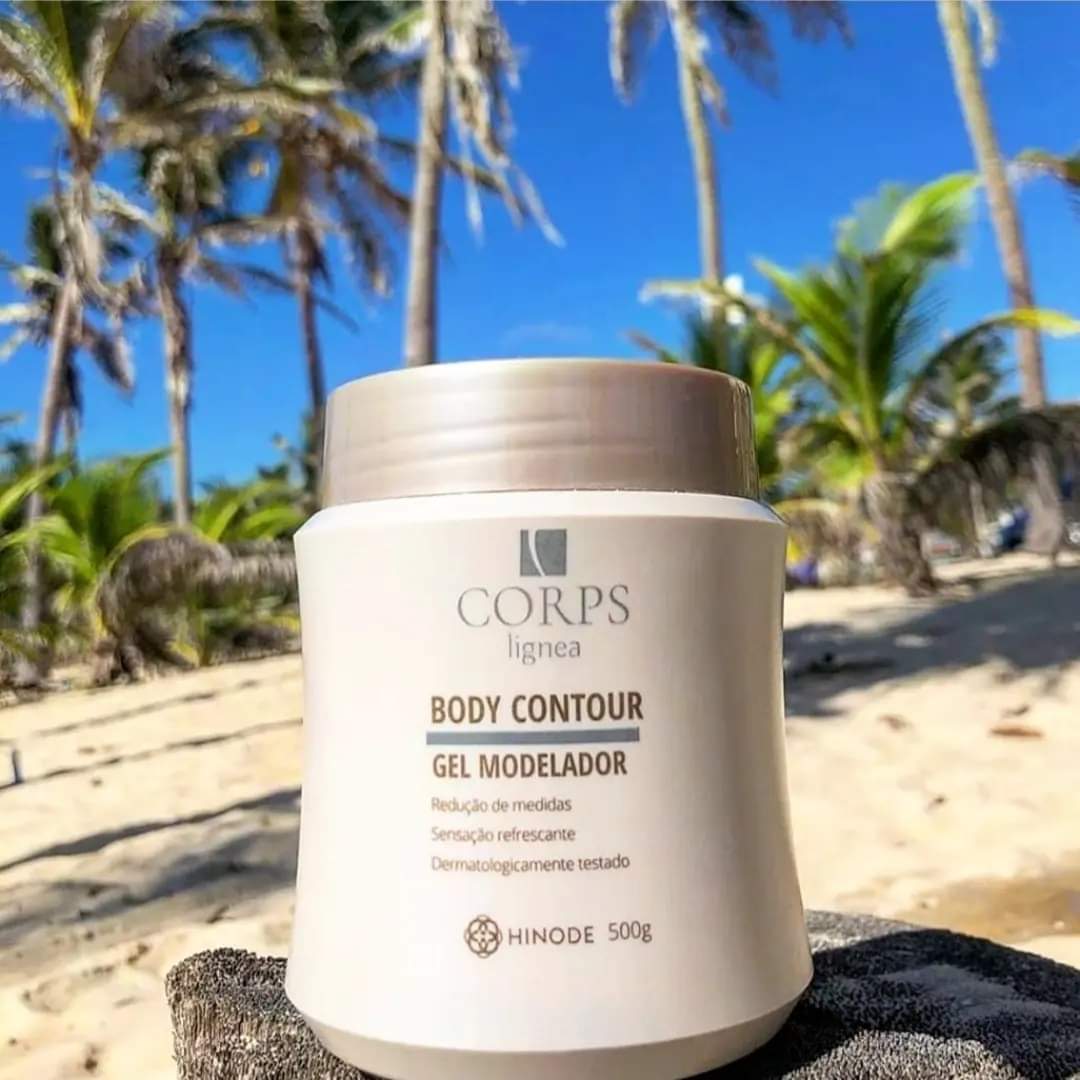 CORPS
lignea
BODY CONTOUR
GEL MODELADOR
Redução de medidas
Sensação refrescante
Dermatologicamente testado
HINODE 500g